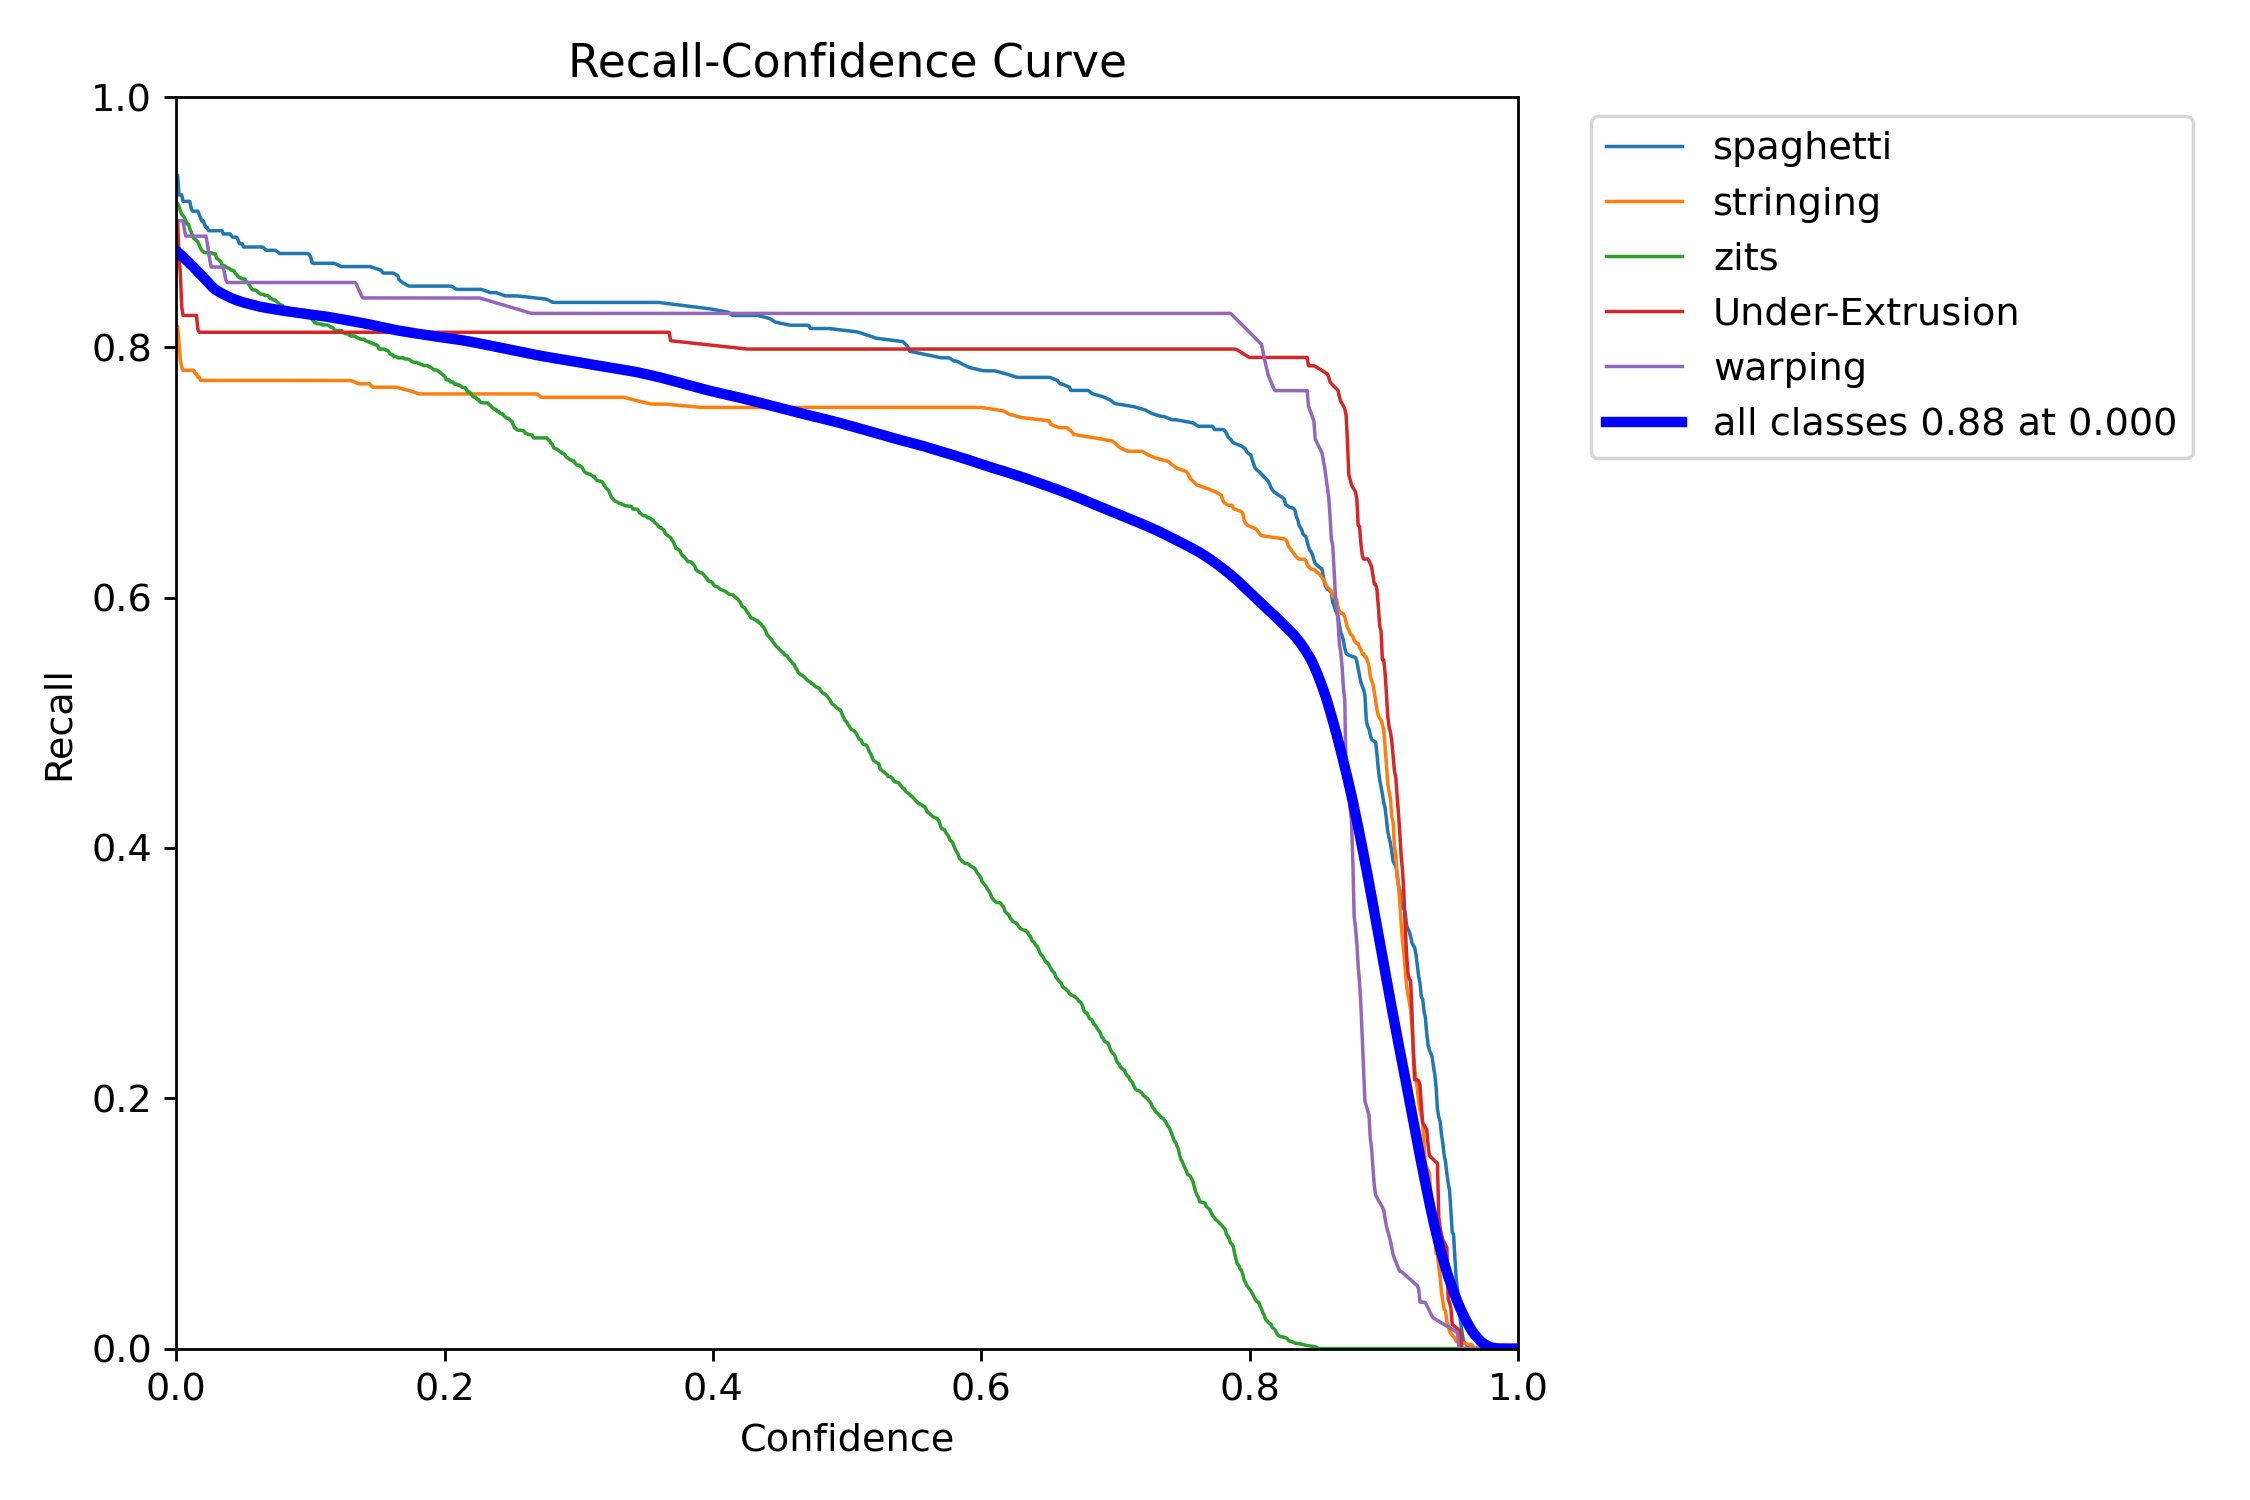 Recall-Confidence Curve
1.0
0.8
0.6
0.4
0.2
0.0
Recall
0.0 0.2 0.4 0.6 0.8 1.0
Confidence
spaghetti
stringing
zits
Under-Extrusion
warping
all classes 0.88 at 0.000